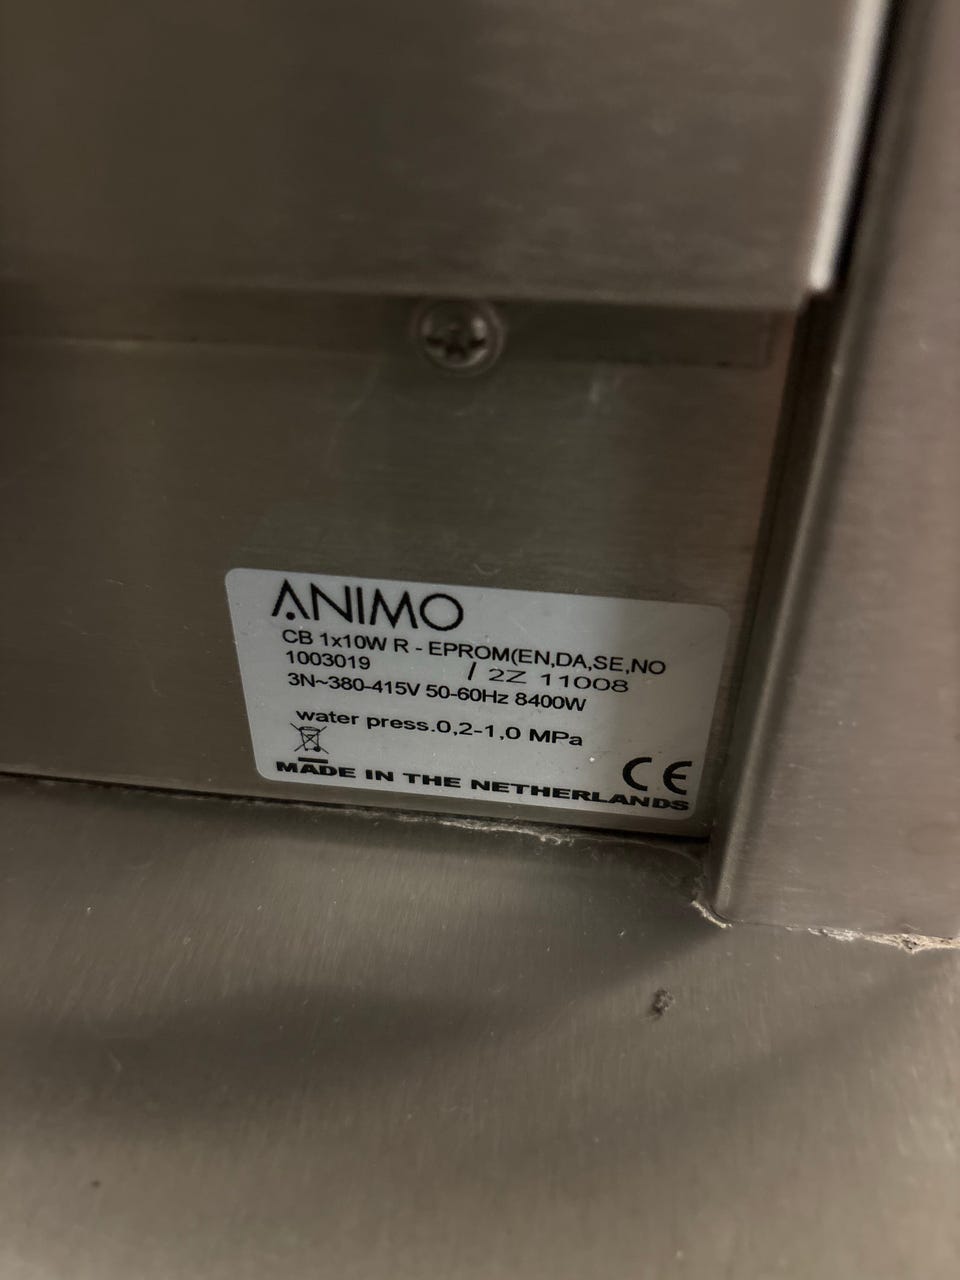 ANIMO
CB 1x10W R - EPROM(EN,DA,SE,NO
1003019 / 2Z 11008
3N~380-415V 50-60Hz 8400W
water press.0,2-1,0 MPa
CE
MADE IN THE NETHERLANDS